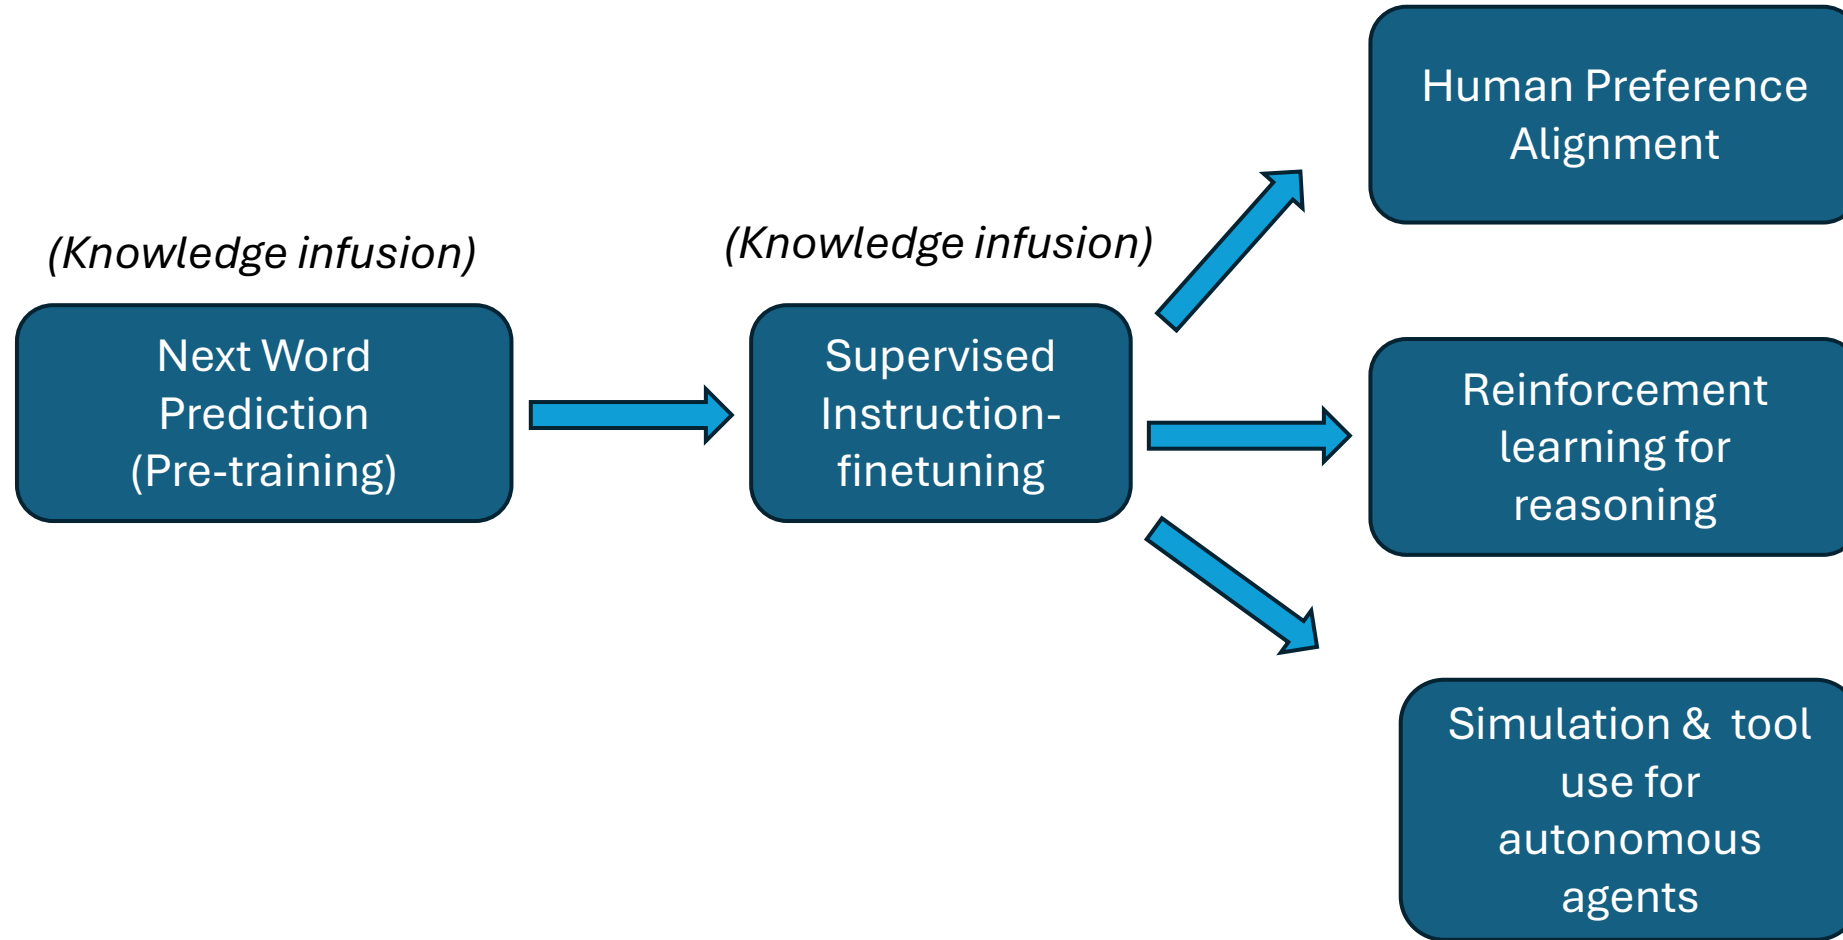 (Knowledge infusion)
Next Word
Prediction
(Pre-training)
(Knowledge infusion)
Supervised
Instruction-
finetuning
Human Preference
Alignment
Reinforcement
learning for
reasoning
Simulation &  tool
use for
autonomous
agents